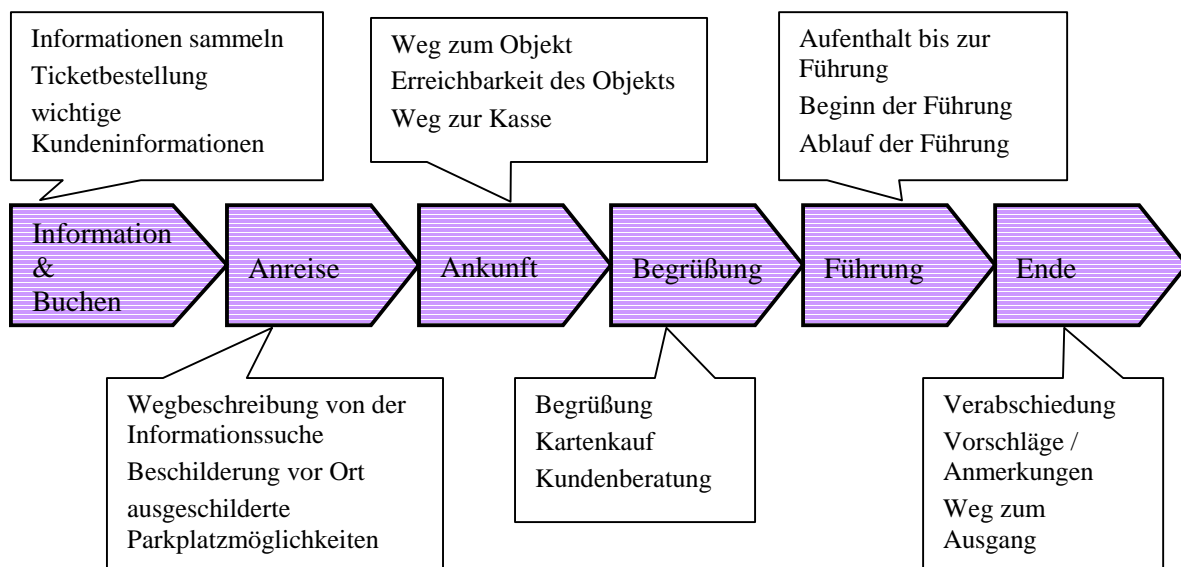 Informationen sammeln
Ticketbestellung
wichtige
Kundeninformationen
Weg zum Objekt
Erreichbarkeit des Objekts
Weg zur Kasse
Aufenthalt bis zur
Führung
Beginn der Führung
Ablauf der Führung
Information
&
Buchen
Anreise
Ankunft
Begrüßung
Führung
Ende
Wegbeschreibung von der
Informationssuche
Beschilderung vor Ort
ausgeschilderte
Parkplatzmöglichkeiten
Begrüßung
Kartenkauf
Kundenberatung
Verabschiedung
Vorschläge /
Anmerkungen
Weg zum
Ausgang